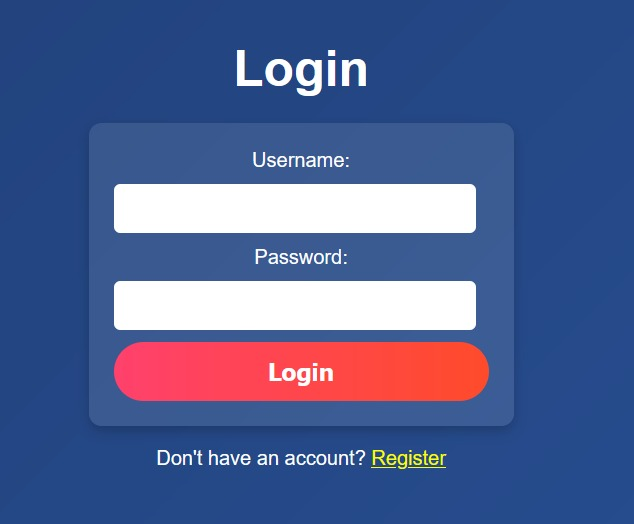 Login
Username:
Password:
Login
Don't have an account? Register